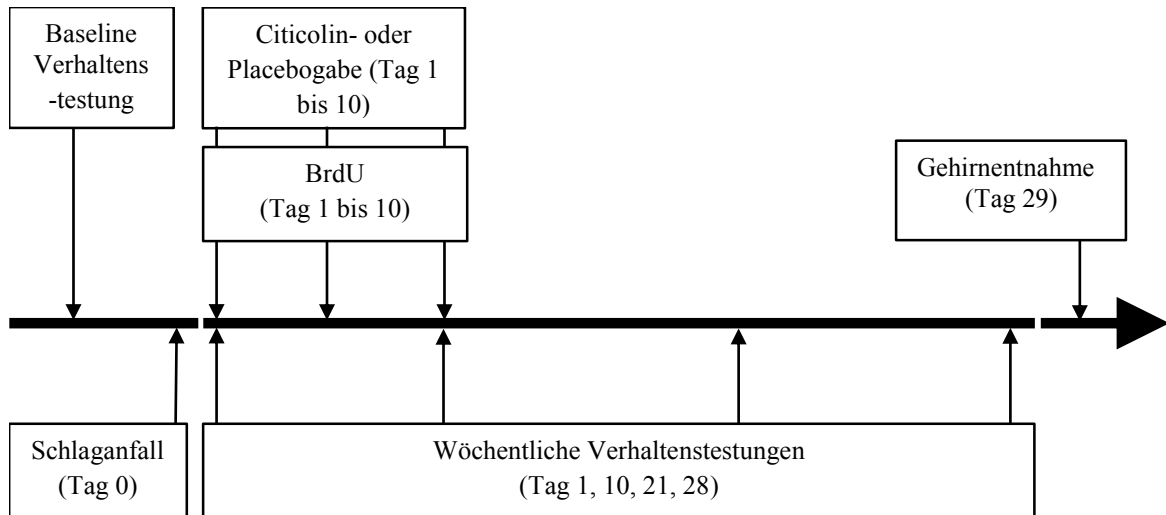 Baseline
Verhaltens
-testung
Citicolin- oder
Placebogabe (Tag 1
bis 10)
BrdU
(Tag 1 bis 10)
Gehirnentnahme
(Tag 29)
Schlaganfall
(Tag 0)
Wöchentliche Verhaltenstestungen
(Tag 1, 10, 21, 28)